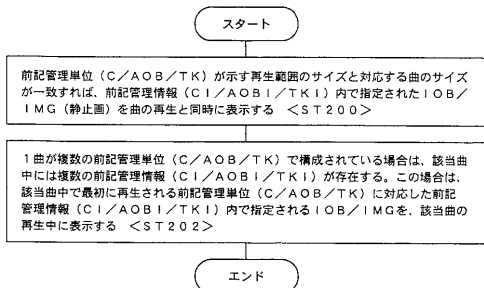 スタート
前記管理単位（C／AOB／TK）が示す再生範囲のサイズと対応する曲のサイズ
が一致すれば、前記管理情報（CI／AOBI／TKI）内で指定されたIOB／
IMG（静止画）を曲の再生と同時に表示する　＜ST200＞
1曲が複数の前記管理単位（C／AOB／TK）で構成されている場合は、該当曲
中には複数の前記管理情報（CI／AOBI／TKI）が存在する。この場合は、
該当曲中で最初に再生される前記管理単位（C／AOB／TK）に対応した前記
管理情報（CI／AOBI／TKI）内で指定されるIOB／IMGを、該当曲の
再生中に表示する　＜ST202＞
エンド